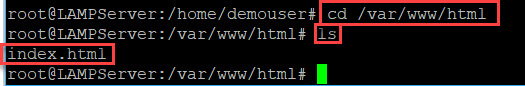 root@LAMPServer:/home/demouser# cd /var/www/html
root@LAMPServer:/var/www/html# ls
index.html
root@LAMPServer:/var/www/html#